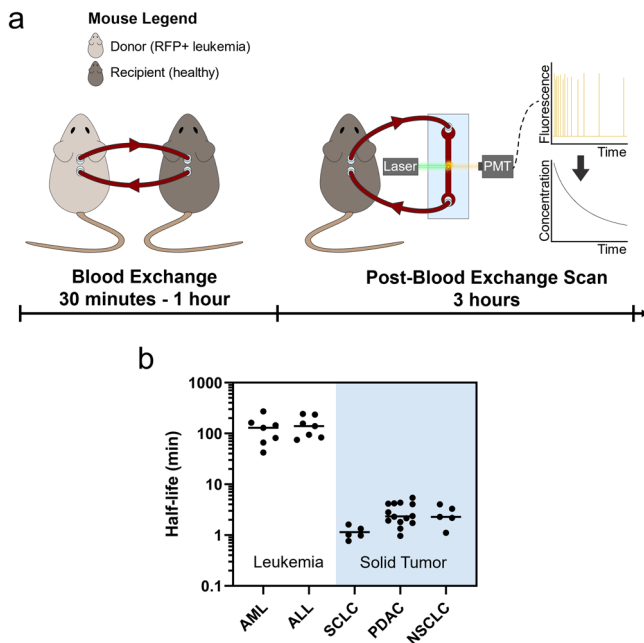 a
Mouse Legend
Donor (RFP+ leukemia)
Recipient (healthy)
Laser
PMT
Fluorescence
Time
Concentration
Time
Blood Exchange
30 minutes - 1 hour
Post-Blood Exchange Scan
3 hours
b
Half-life (min)
1000
100
10
1
0.1
Leukemia
Solid Tumor
AML
ALL
SCLC
PDAC
NSCLC